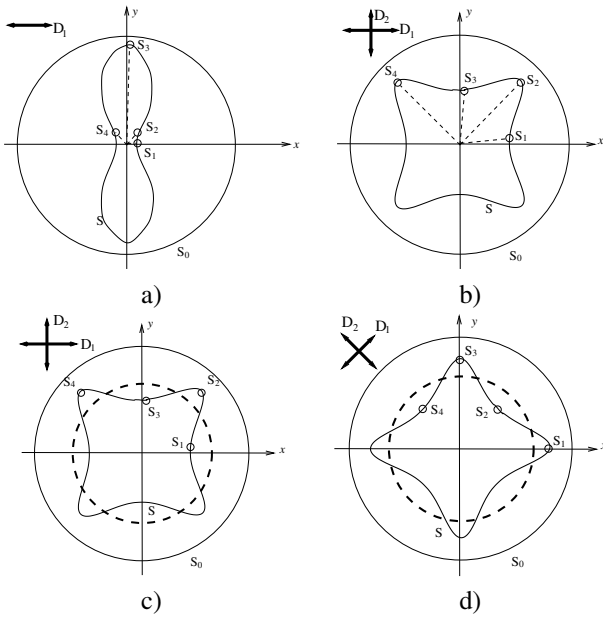 D₁
y
S₃
S₄
S₂
S₁
x
S
S₀
a)
D₂
D₁
y
S₄
S₃
S₂
S₁
x
S
S₀
b)
D₂
D₁
y
S₄
S₂
S₃
S₁
x
S
S₀
c)
D₂
D₁
y
S₃
S₄
S₂
S₁
x
S
S₀
d)